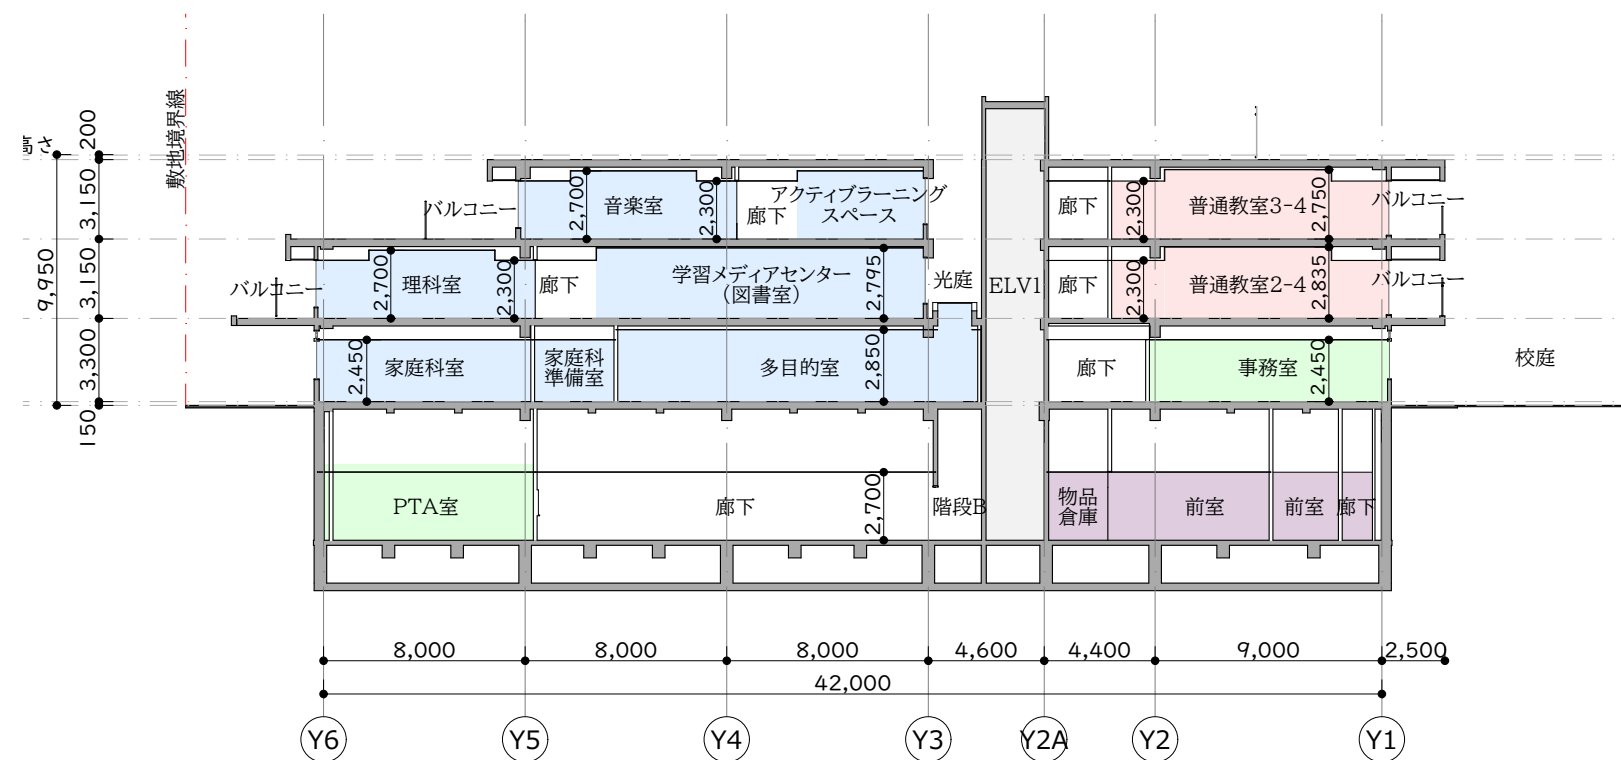 敷地境界線
高さ
200
3,150
3,150
3,300
150
9,950
バルコニー
2,700
音楽室
2,300
廊下
アクティブラーニング
スペース
廊下
2,300
普通教室3-4
2,750
バルコニー
バルコニー
2,700
理科室
2,300
廊下
学習メディアセンター
(図書室)
2,795
光庭
ELV1
廊下
2,300
普通教室2-4
2,835
バルコニー
2,450
家庭科室
家庭科
準備室
多目的室
2,850
廊下
事務室
2,450
校庭
PTA室
廊下
2,700
階段B
物品
倉庫
前室
前室
廊下
8,000
8,000
8,000
4,600
4,400
9,000
2,500
42,000
Y6
Y5
Y4
Y3
Y2A
Y2
Y1